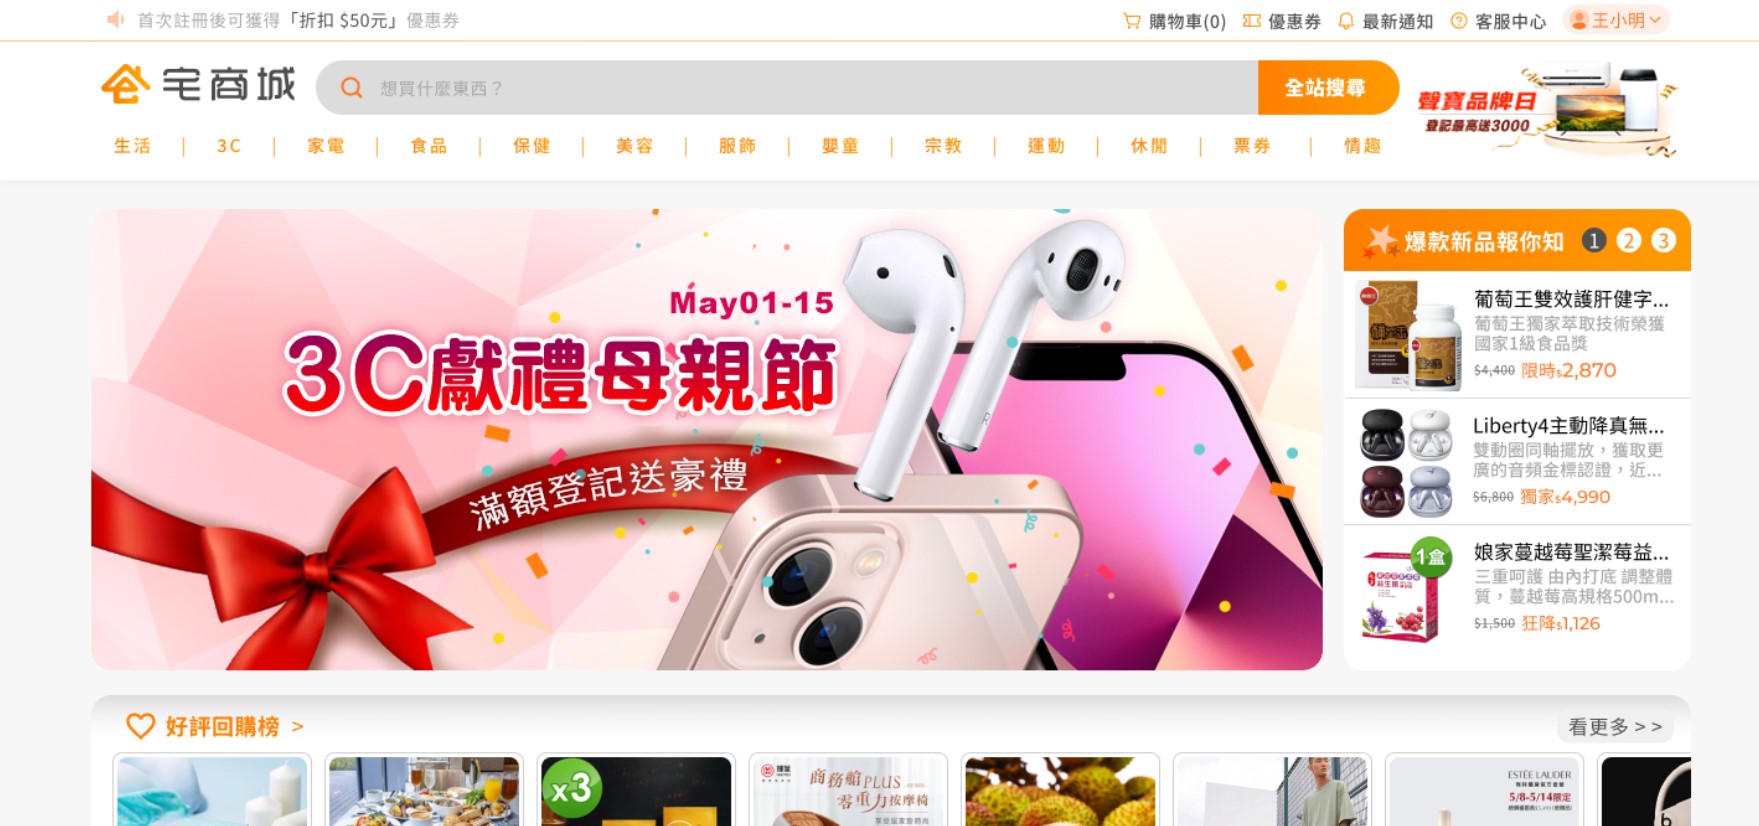 首次註冊後可獲得「折扣 $50元」優惠券
購物車(0) 優惠券 最新通知 客服中心 王小明
宅商城
想買什麼東西？
全站搜尋
聲寶品牌日
登記最高送3000
生活 | 3C | 家電 | 食品 | 保健 | 美容 | 服飾 | 嬰童 | 宗教 | 運動 | 休閒 | 票券 | 情趣
May01-15
3C獻禮母親節
滿額登記送豪禮
R
爆款新品報你知 1 2 3
葡萄王雙效護肝健字...
葡萄王獨家萃取技術榮獲
國家1級食品獎
$4,400 限時$2,870
Liberty4主動降真無...
雙動圈同軸擺放，獲取更
廣的音頻金標認證，近...
$6,800 獨家$4,990
1盒
娘家蔓越莓聖潔莓益...
三重呵護 由內打底 調整體
質，蔓越莓高規格500m...
$1,500 狂降$1,126
好評回購榜 >
看更多 > >
x3
商務艙PLUS
零重力按摩椅
ESTĒE LAUDER
5/8-5/14限定